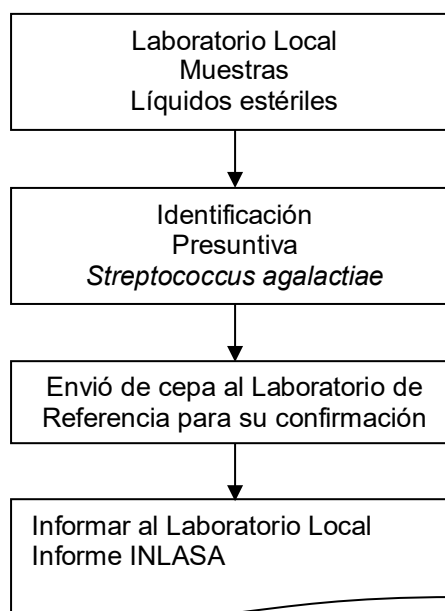 Laboratorio Local
Muestras
Líquidos estériles
Identificación
Presuntiva
Streptococcus agalactiae
Envió de cepa al Laboratorio de
Referencia para su confirmación
Informar al Laboratorio Local
Informe INLASA